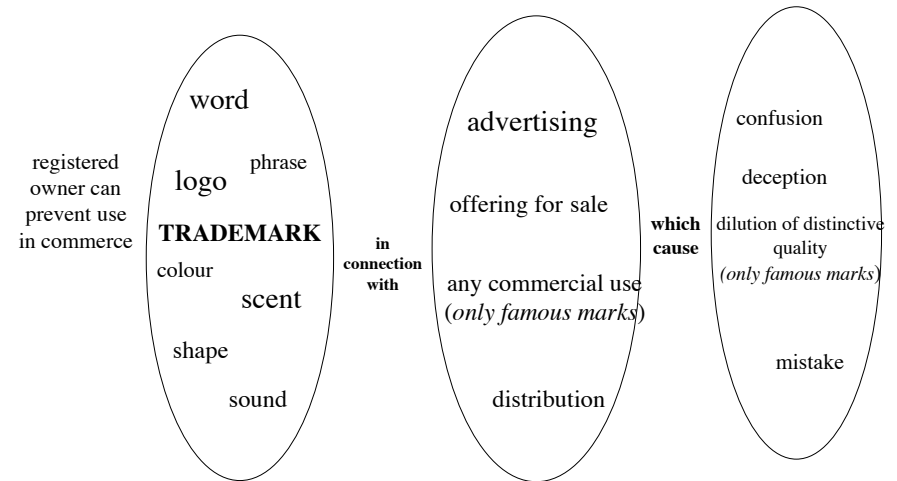 registered
owner can
prevent use
in commerce
word
phrase
logo
TRADEMARK
colour
scent
shape
sound
in
connection
with
advertising
offering for sale
any commercial use
(only famous marks)
distribution
which
cause
confusion
deception
dilution of distinctive
quality
(only famous marks)
mistake